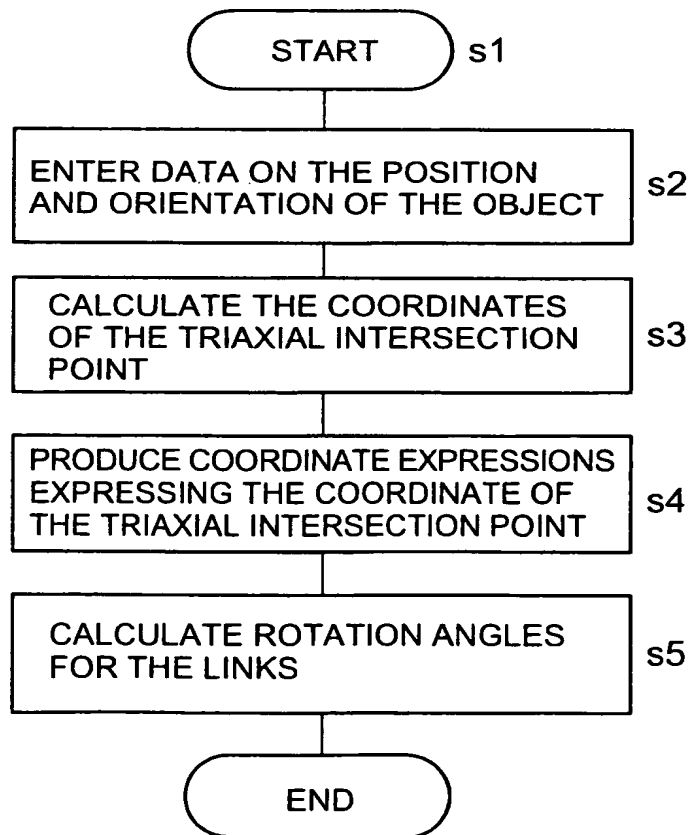 START s1
ENTER DATA ON THE POSITION
AND ORIENTATION OF THE OBJECT
s2
CALCULATE THE COORDINATES
OF THE TRIAXIAL INTERSECTION
POINT
s3
PRODUCE COORDINATE EXPRESSIONS
EXPRESSING THE COORDINATE OF
THE TRIAXIAL INTERSECTION POINT
s4
CALCULATE ROTATION ANGLES
FOR THE LINKS
s5
END